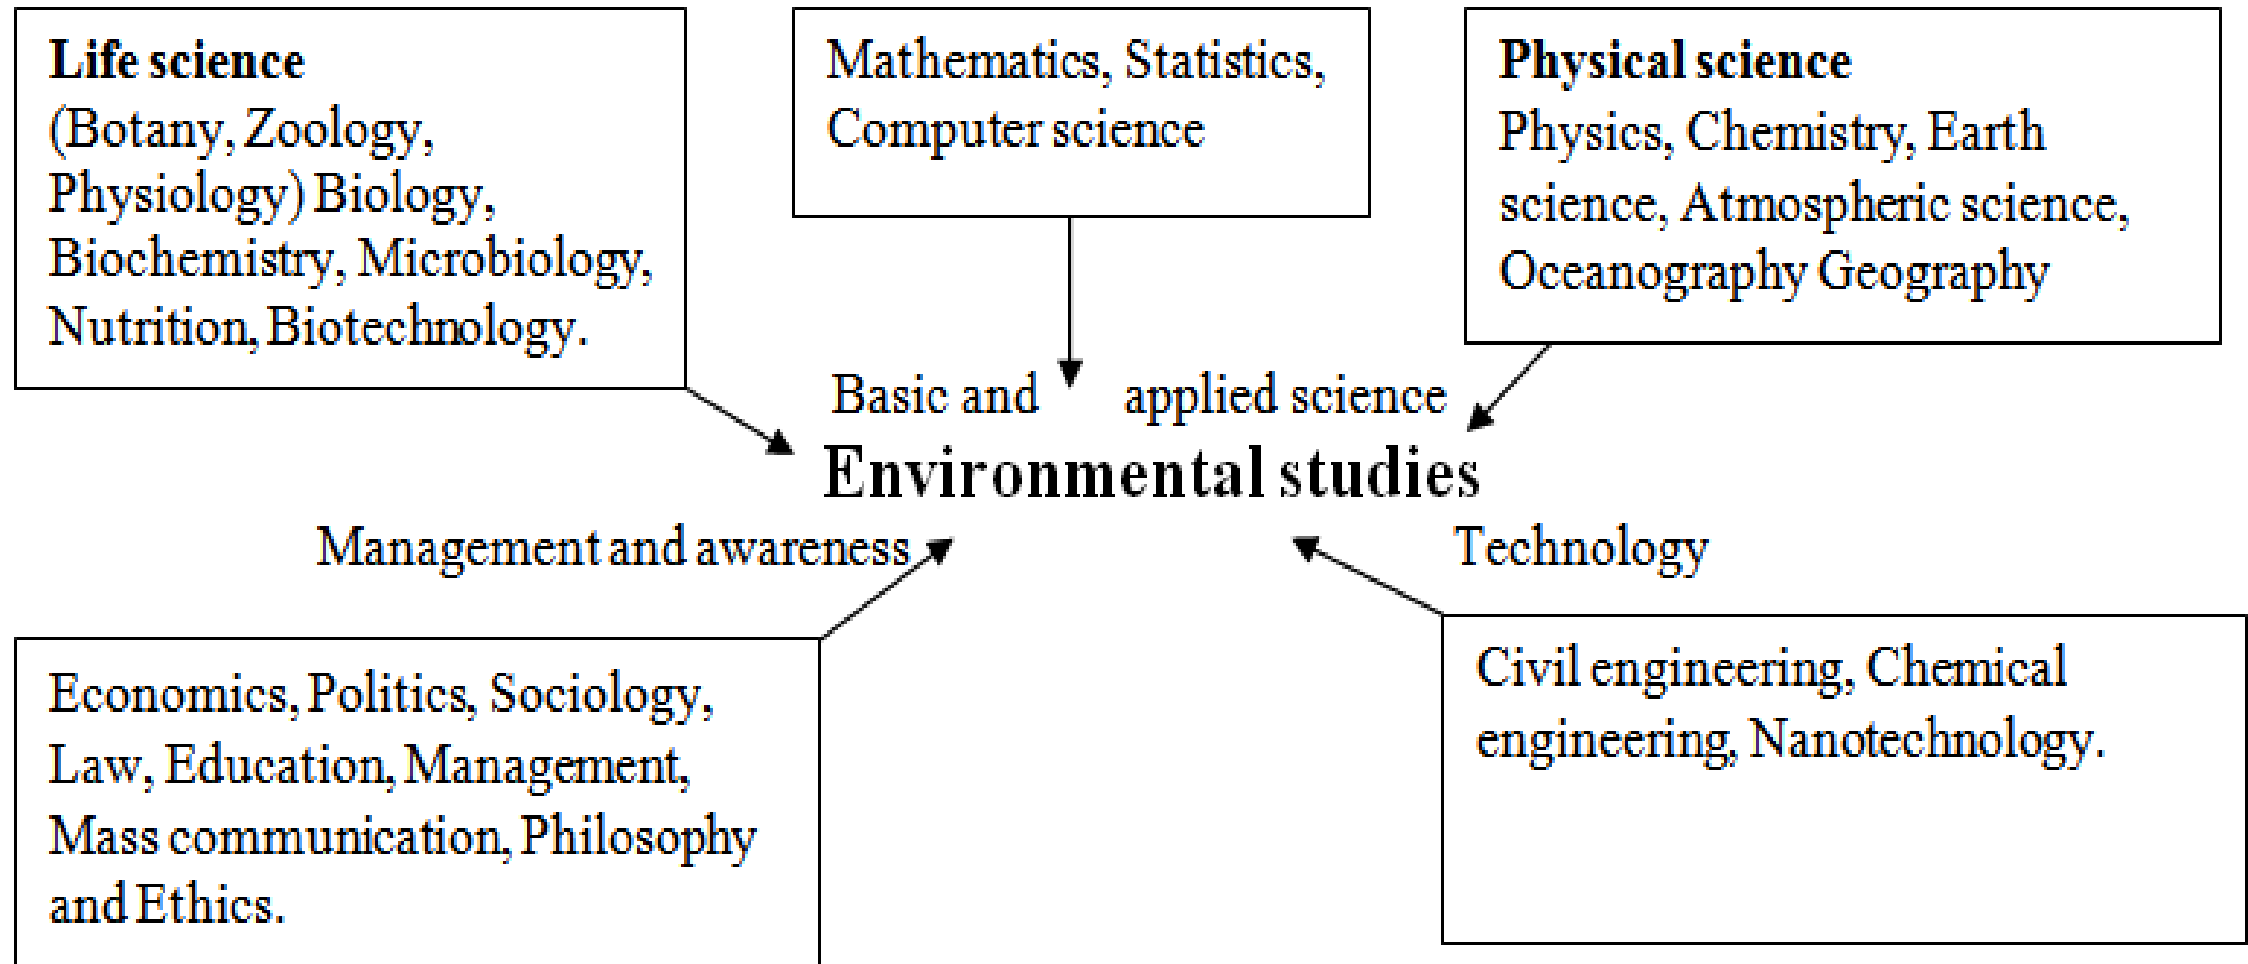 Life science
(Botany, Zoology,
Physiology) Biology,
Biochemistry, Microbiology,
Nutrition, Biotechnology.
Mathematics, Statistics,
Computer science
Physical science
Physics, Chemistry, Earth
science, Atmospheric science,
Oceanography Geography
Basic and applied science
Environmental studies
Management and awareness
Technology
Economics, Politics, Sociology,
Law, Education, Management,
Mass communication, Philosophy
and Ethics.
Civil engineering, Chemical
engineering, Nanotechnology.